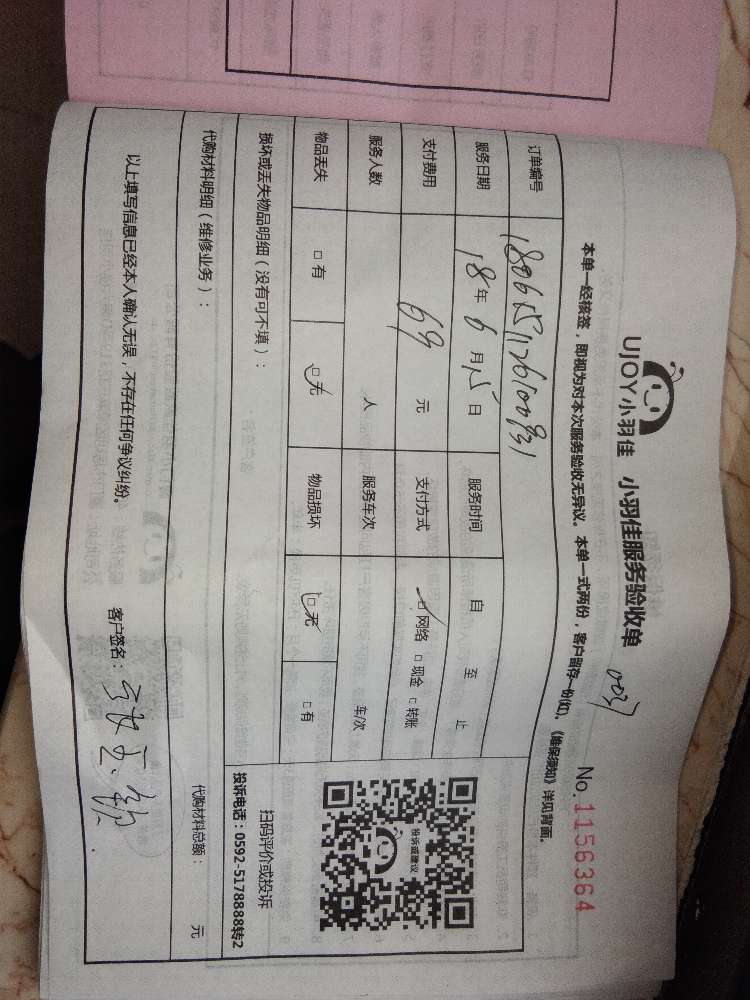 UJOY小羽佳 小羽佳服务验收单
No.1156364
本单一经核签，即视为对本次服务验收无异议。本单一式两份，客户留存一份(红)。《维保须知》详见背面。
订单编号
服务日期 18年6月15日 服务时间 自 至 止
支付费用 69元 支付方式 □网络 □现金 □转账
服务人数 人 服务车次 车/次
物品丢失 □有 □无 物品损坏 □无 □有
投诉或建议
扫码评价或投诉
投诉电话：0592-5178888转2
损坏或丢失物品明细（没有可不填）：
代购材料明细（维修业务）： 代购材料总额： 元
以上填写信息已经本人确认无误，不存在任何争议纠纷。 客户签名：